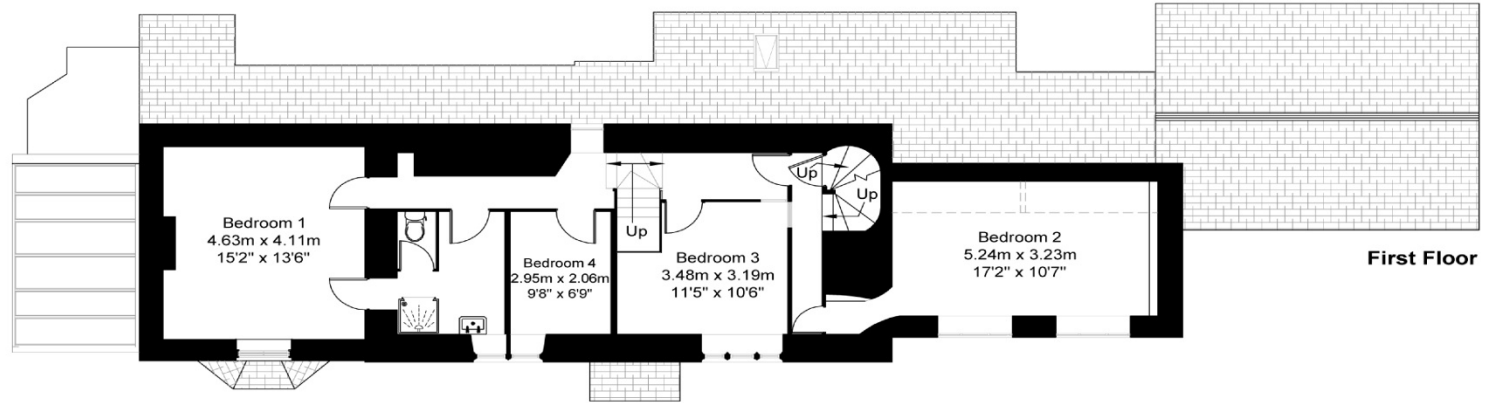 Bedroom 1
4.63m x 4.11m
15'2" x 13'6"
Bedroom 4
2.95m x 2.06m
9'8" x 6'9"
Up
Bedroom 3
3.48m x 3.19m
11'5" x 10'6"
Up
Up
Bedroom 2
5.24m x 3.23m
17'2" x 10'7"
First Floor